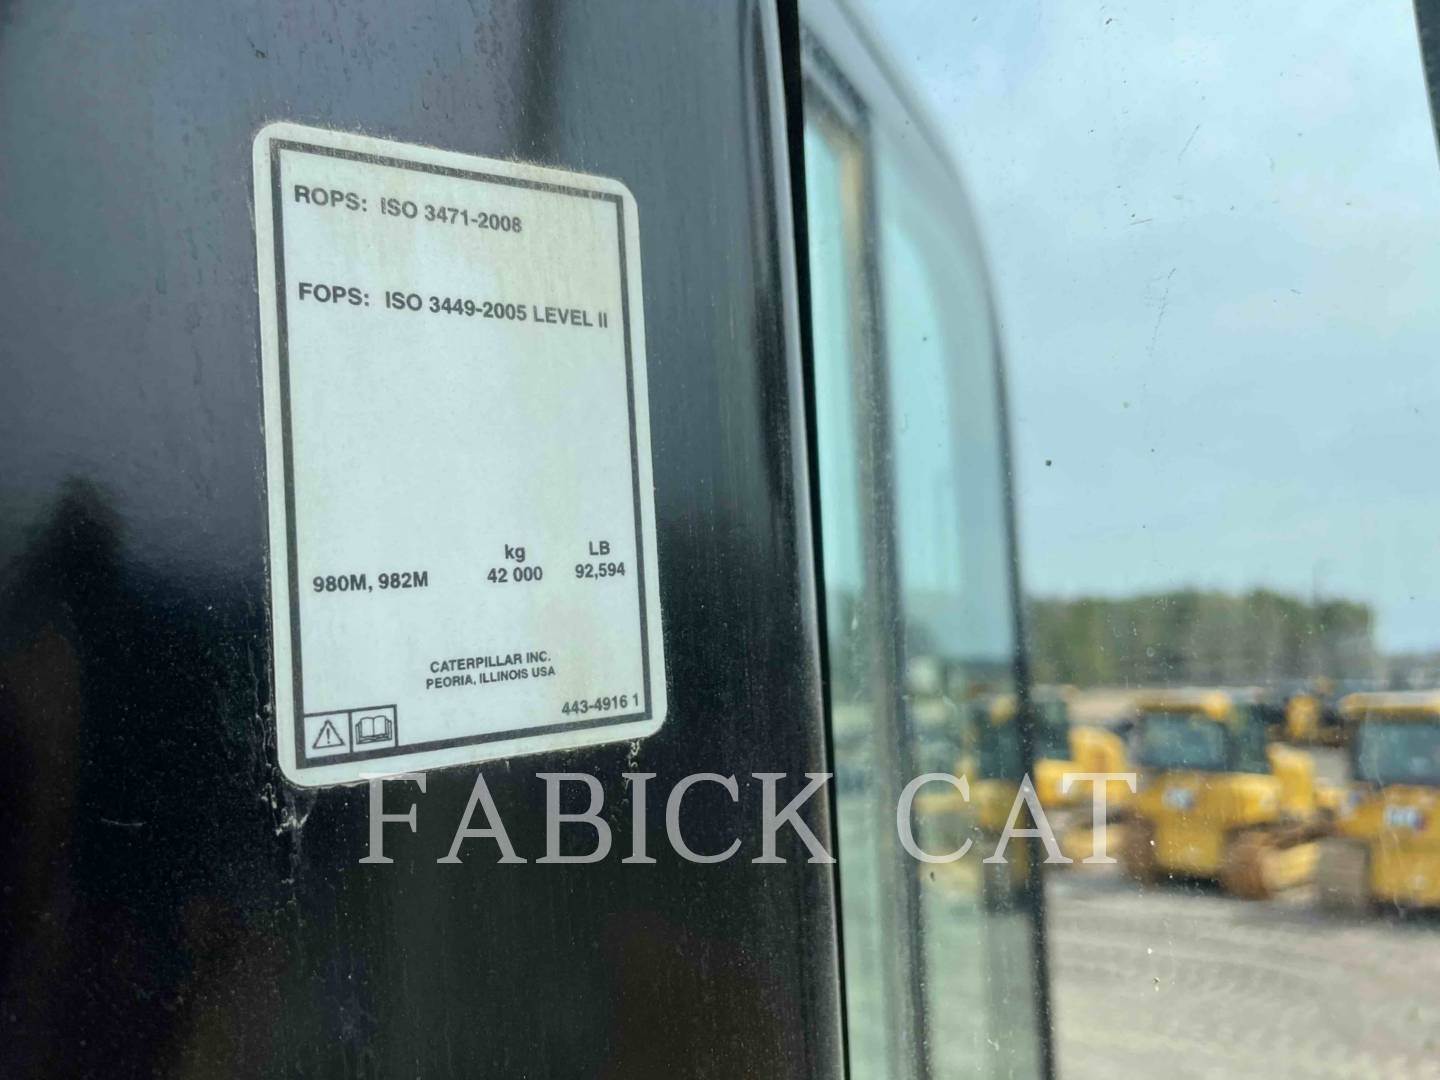 ROPS: ISO 3471-2008
FOPS: ISO 3449-2005 LEVEL II
kg LB
980M, 982M 42 000 92,594
CATERPILLAR INC.
PEORIA, ILLINOIS USA
443-4916 1
FABICK CAT